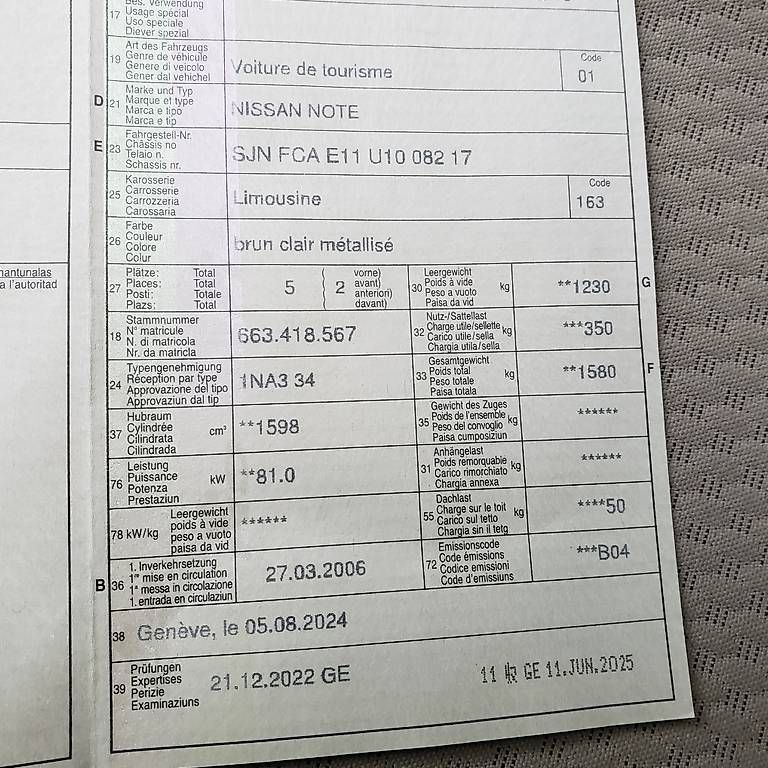 Bes. Verwendung
17 Usage spécial
Uso speciale
Diever spezial
Art des Fahrzeugs
19 Genre de véhicule
Genere di veicolo
Gener dal vehichel
Voiture de tourisme
Code
01
Marke und Typ
D 21 Marque et type
Marca e tipo
Marca e tip
NISSAN NOTE
Fahrgestell-Nr.
E 23 Châssis no
Telaio n.
Schassis nr.
SJN FCA E11 U10 082 17
Karosserie
25 Carrosserie
Carrozzeria
Carossaria
Limousine
Code
163
Farbe
26 Couleur
Colore
Colur
brun clair métallisé
nantunalas
a l'autoritad
Plätze: Total
27 Places: Total
Posti: Totale
Plazs: Total
5 ( 2 vorne)
( avant)
( anteriori)
( davant)
Leergewicht
30 Poids à vide kg
Peso a vuoto
Paisa da vid
**1230 G
Stammnummer
18 N° matricule
N. di matricola
Nr. da matricla
663.418.567
Nutz-/Sattellast
32 Charge utile/sellette kg
Carico utile/sella
Chargia utila/sella
***350
Typengenehmigung
24 Réception par type
Approvazione del tipo
Approvaziun dal tip
1NA3 34
Gesamtgewicht
33 Poids total kg
Peso totale
Paisa totala
**1580 F
Hubraum
37 Cylindrée cm³
Cilindrata
Cilindrada
**1598
Gewicht des Zuges
35 Poids de l'ensemble kg
Peso del convoglio
Paisa cumposiziun
******
Leistung
76 Puissance kW
Potenza
Prestaziun
**81.0
Anhängelast
31 Poids remorquable kg
Carico rimorchiato
Chargia annexa
******
Leergewicht
78 kW/kg poids à vide
peso a vuoto
paisa da vid
******
Dachlast
55 Charge sur le toit kg
Carico sul tetto
Chargia sin il tetg
****50
1. Inverkehrsetzung
B 36 1re mise en circulation
1a messa in circolazione
1. entrada en circulaziun
27.03.2006
Emissionscode
72 Code émissions
Codice emissioni
Code d'emissiuns
***B04
38 Genève, le 05.08.2024
Prüfungen
39 Expertises
Perizie
Examinaziuns
21.12.2022 GE
11 GE 11.JUN.2025